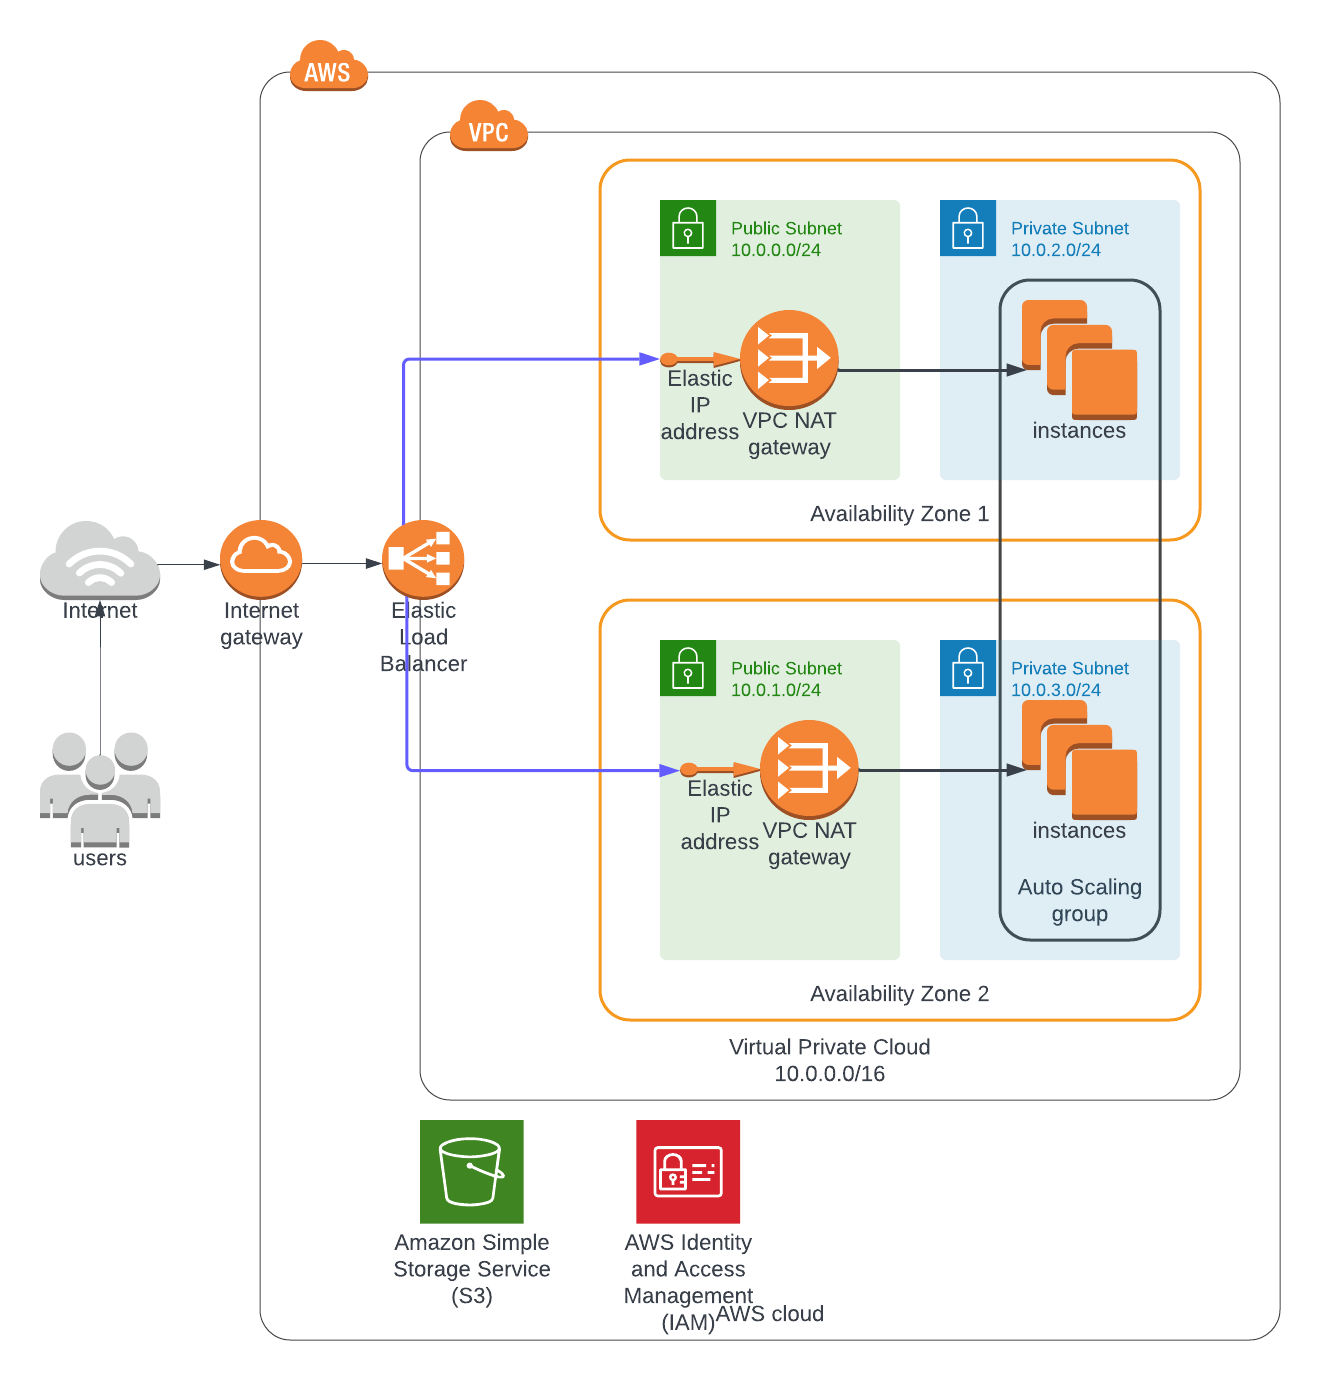 AWS
VPC
Public Subnet
10.0.0.0/24
Private Subnet
10.0.2.0/24
Elastic
IP
address
VPC NAT
gateway
instances
Availability Zone 1
Internet
Internet
gateway
Elastic
Load
Balancer
users
Public Subnet
10.0.1.0/24
Private Subnet
10.0.3.0/24
Elastic
IP
address
VPC NAT
gateway
instances
Auto Scaling
group
Availability Zone 2
Virtual Private Cloud
10.0.0.0/16
Amazon Simple
Storage Service
(S3)
AWS Identity
and Access
Management
(IAM)
AWS cloud